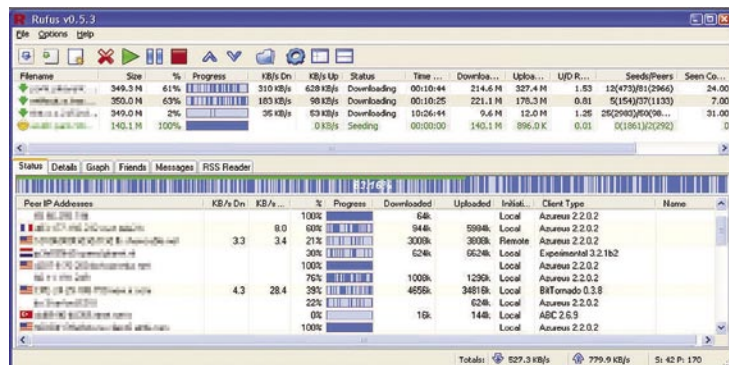 Rufus v0.5.3
File Options Help
Filename Size % Progress KB/s Dn KB/s Up Status Time ... Downloa... Uploa... U/D R... Seeds/Peers Seen Co...
349.3 M 61% 310 KB/s 628 KB/s Downloading 00:10:44 214.6 M 327.4 M 1.53 12(473)/81(2966) 24.00
350.0 M 63% 183 KB/s 98 KB/s Downloading 00:10:25 221.1 M 178.3 M 0.81 5(154)/37(1133) 7.00
349.0 M 2% 35 KB/s 53 KB/s Downloading 10:26:44 9.6 M 12.0 M 1.25 25(2983)/50(98... 31.00
140.1 M 100% 0 KB/s Seeding 00:00:00 140.1 M 896.0 K 0.01 0(1861)/2(292) 0
Status Details Graph Friends Messages RSS Reader
63.16%
Peer IP Addresses KB/s Dn KB/s ... % Progress Downloaded Uploaded Initiati... Client Type Name
100% 64k Local Azureus 2.2.0.2
8.0 60% 944k 5984k Local Azureus 2.2.0.2
3.3 3.4 21% 3008k 3808k Remote Azureus 2.2.0.2
30% 624k 6624k Local Experimental 3.2.1b2
100% Local Azureus 2.2.0.2
76% 1008k 1296k Local Azureus 2.2.0.2
4.3 28.4 39% 4656k 34816k Local BitTornado 0.3.8
22% 624k Local Azureus 2.2.0.2
0% 16k 144k Local ABC 2.6.9
100% Local Azureus 2.2.0.2
Totals: 527.3 KB/s 779.9 KB/s S: 42 P: 170